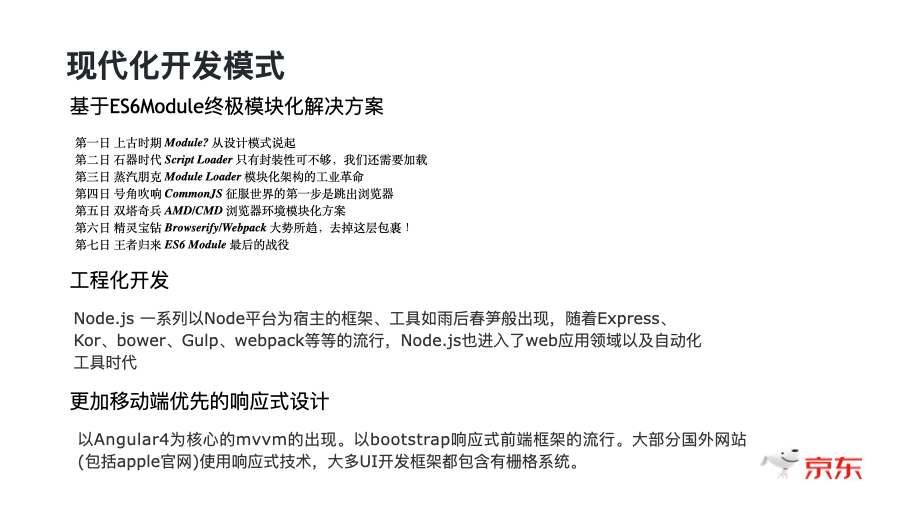 现代化开发模式
基于ES6Module终极模块化解决方案
第一日 上古时期 Module? 从设计模式说起
第二日 石器时代 Script Loader 只有封装性可不够，我们还需要加载
第三日 蒸汽朋克 Module Loader 模块化架构的工业革命
第四日 号角吹响 CommonJS 征服世界的第一步是跳出浏览器
第五日 双塔奇兵 AMD/CMD 浏览器环境模块化方案
第六日 精灵宝钻 Browserify/Webpack 大势所趋，去掉这层包裹！
第七日 王者归来 ES6 Module 最后的战役
工程化开发
Node.js 一系列以Node平台为宿主的框架、工具如雨后春笋般出现，随着Express、
Kor、bower、Gulp、webpack等等的流行，Node.js也进入了web应用领域以及自动化
工具时代
更加移动端优先的响应式设计
以Angular4为核心的mvvm的出现。以bootstrap响应式前端框架的流行。大部分国外网站
(包括apple官网)使用响应式技术，大多UI开发框架都包含有栅格系统。
京东